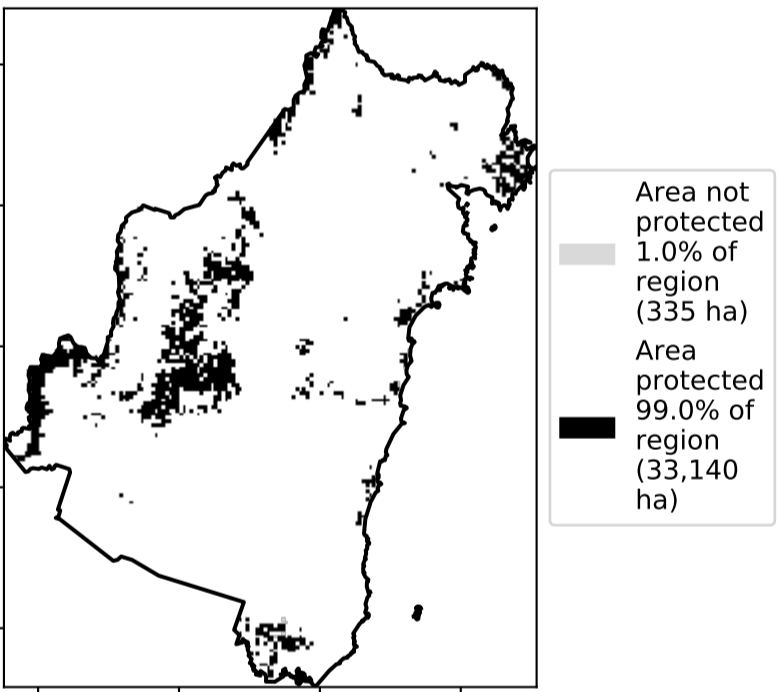 Area not
protected
1.0% of
region
(335 ha)
Area
protected
99.0% of
region
(33,140
ha)